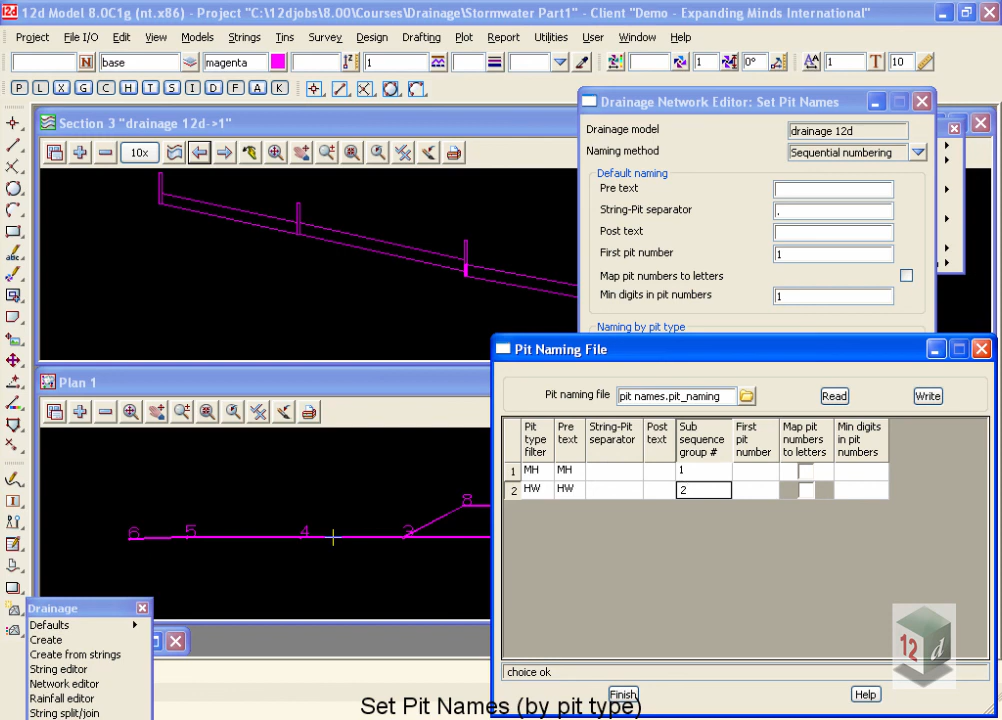 12d Model 8.0C1g (nt.x86) - Project "C:\12djobs\8.00\Courses\Drainage\Stormwater Part1" - Client "Demo - Expanding Minds International"
Project File I/O Edit View Models Strings Tins Survey Design Drafting Plot Report Utilities User Window Help
N base magenta 1 1 0° 1 T 10
P L X G C H T S I D F A K
Section 3 "drainage 12d->1"
10x
Drainage Network Editor: Set Pit Names
Drainage model drainage 12d
Naming method Sequential numbering
Default naming
Pre text
String-Pit separator .
Post text
First pit number 1
Map pit numbers to letters
Min digits in pit numbers 1
Naming by pit type
Pit Naming File
Pit naming file pit names.pit_naming Read Write
Pit type filter Pre text String-Pit separator Post text Sub sequence group # First pit number Map pit numbers to letters Min digits in pit numbers
1 MH MH 1
2 HW HW 2
choice ok
Finish Help
Plan 1
6 5 4 8
abc
Drainage
Defaults
Create
Create from strings
String editor
Network editor
Rainfall editor
String split/join
12 d
Set Pit Names (by pit type)